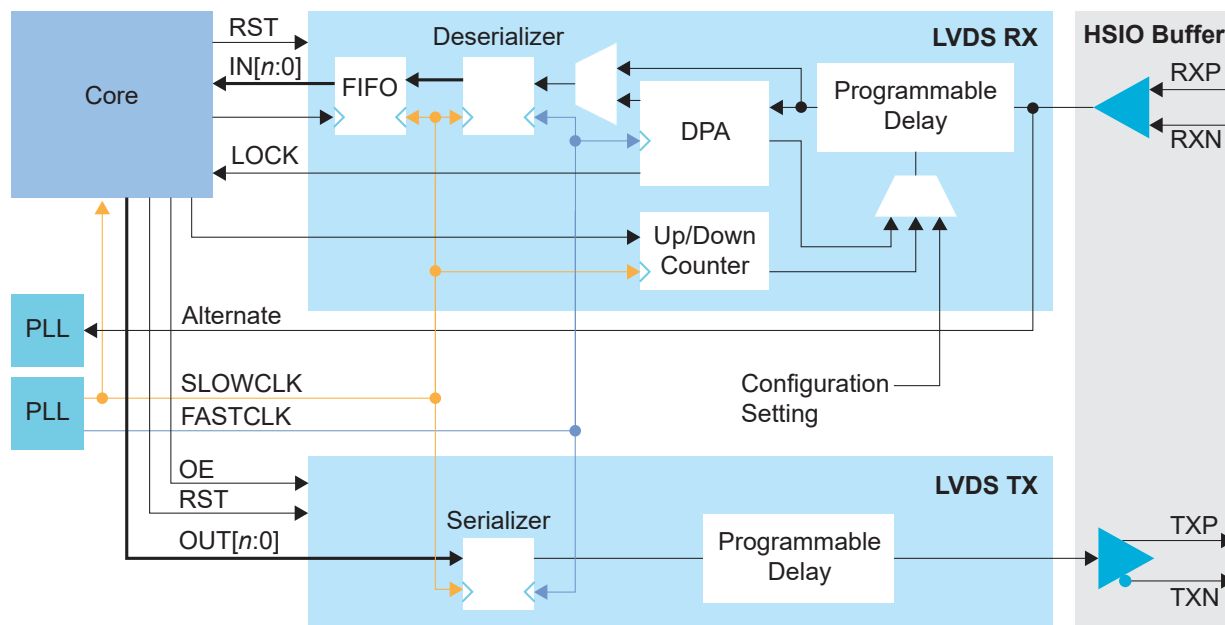 RST
Deserializer
LVDS RX
HSIO Buffer
IN[n:0]
Core
FIFO
DPA
Programmable
Delay
RXP
RXN
LOCK
Up/Down
Counter
PLL
Alternate
PLL
SLOWCLK
FASTCLK
Configuration
Setting
OE
RST
OUT[n:0]
LVDS TX
Serializer
Programmable
Delay
TXP
TXN